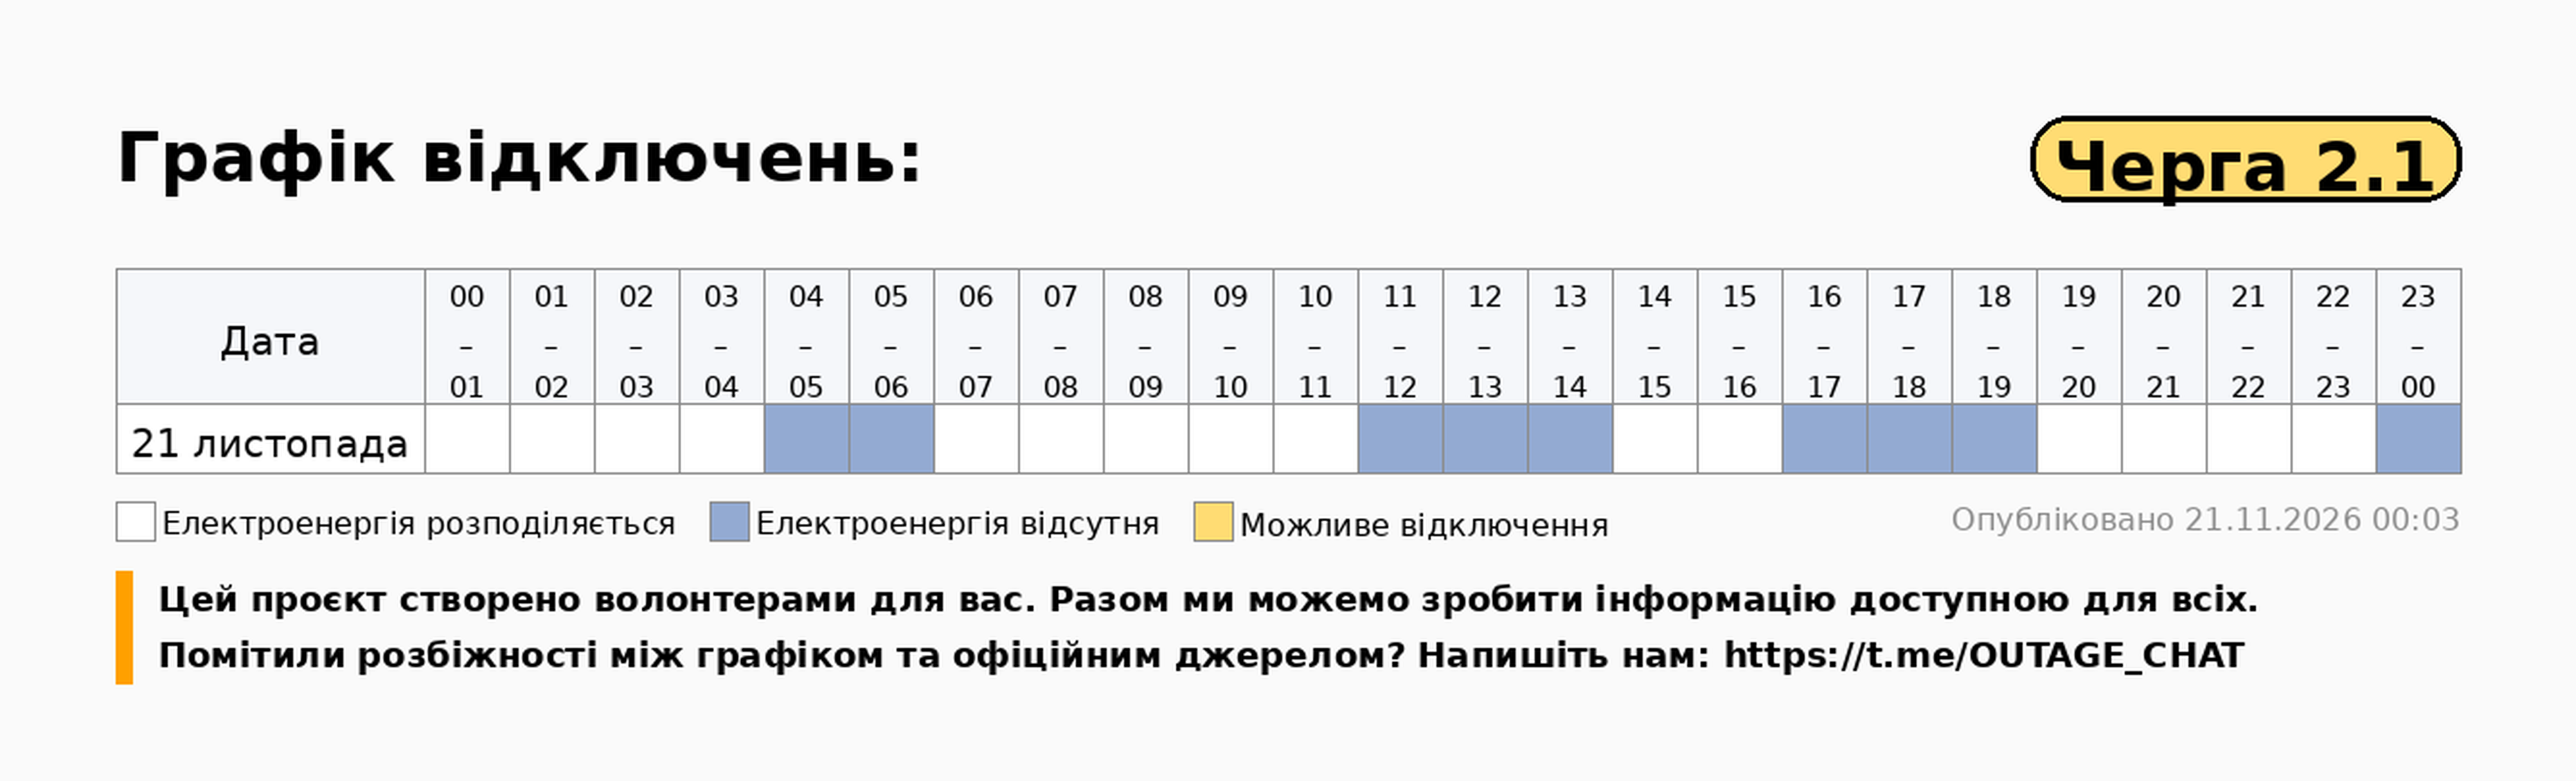 Графік відключень:
Черга 2.1
Дата 00 – 01 01 – 02 02 – 03 03 – 04 04 – 05 05 – 06 06 – 07 07 – 08 08 – 09 09 – 10 10 – 11 11 – 12 12 – 13 13 – 14 14 – 15 15 – 16 16 – 17 17 – 18 18 – 19 19 – 20 20 – 21 21 – 22 22 – 23 23 – 00
21 листопада
Електроенергія розподіляється Електроенергія відсутня Можливе відключення
Опубліковано 21.11.2026 00:03
Цей проєкт створено волонтерами для вас. Разом ми можемо зробити інформацію доступною для всіх.
Помітили розбіжності між графіком та офіційним джерелом? Напишіть нам: https://t.me/OUTAGE_CHAT